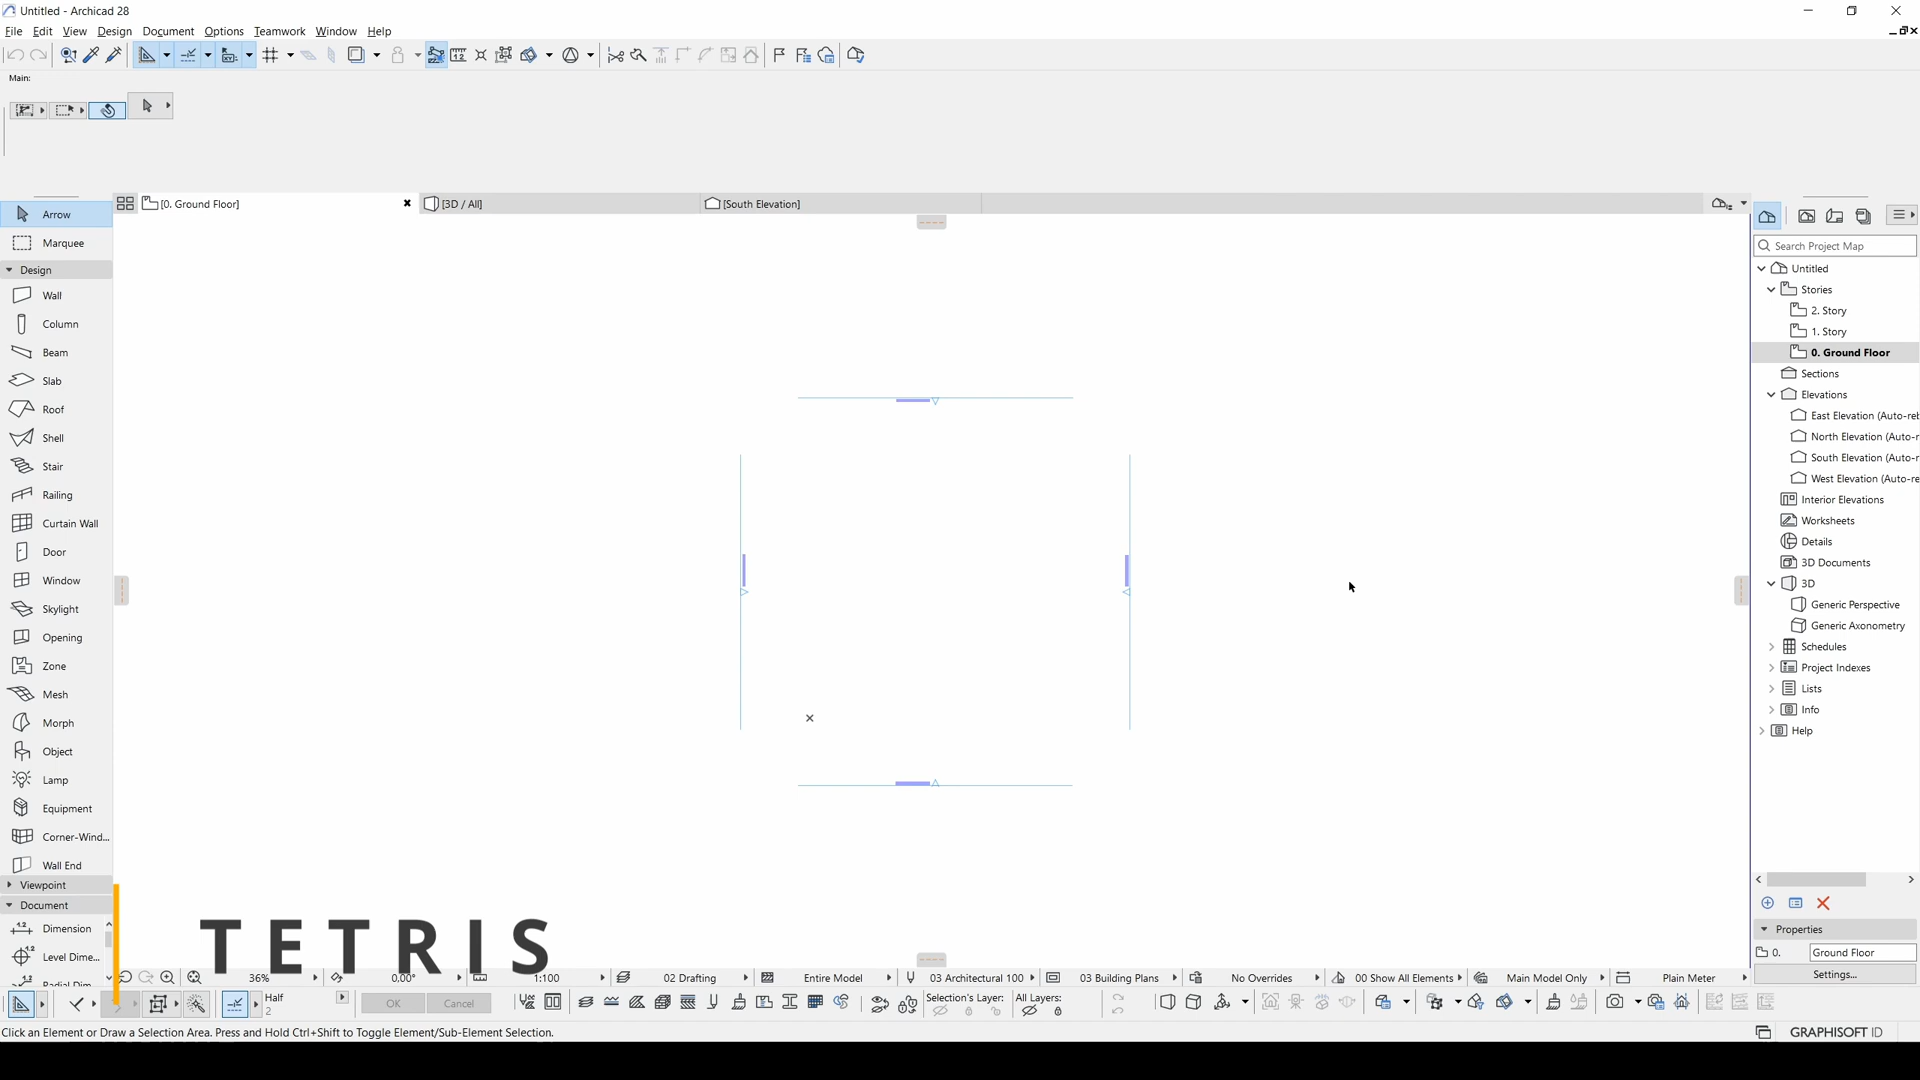 Untitled - Archicad 28
File Edit View Design Document Options Teamwork Window Help
Main:
[0. Ground Floor]
[3D / All]
[South Elevation]
Arrow
Marquee
Design
Wall
Column
Beam
Slab
Roof
Shell
Stair
Railing
Curtain Wall
Door
Window
Skylight
Opening
Zone
Mesh
Morph
Object
Lamp
Equipment
Corner-Wind...
Wall End
Viewpoint
Document
Dimension
Level Dime...
Search Project Map
Untitled
Stories
2. Story
1. Story
0. Ground Floor
Sections
Elevations
East Elevation (Auto-reb
North Elevation (Auto-r
South Elevation (Auto-r
West Elevation (Auto-re
Interior Elevations
Worksheets
Details
3D Documents
3D
Generic Perspective
Generic Axonometry
Schedules
Project Indexes
Lists
Info
Help
Properties
0. Ground Floor
Settings...
TETRIS
36% 0,00° 1:100 02 Drafting Entire Model 03 Architectural 100 03 Building Plans No Overrides 00 Show All Elements Main Model Only Plain Meter
Half
2
OK Cancel
Selection's Layer: All Layers:
Click an Element or Draw a Selection Area. Press and Hold Ctrl+Shift to Toggle Element/Sub-Element Selection.
GRAPHISOFT ID